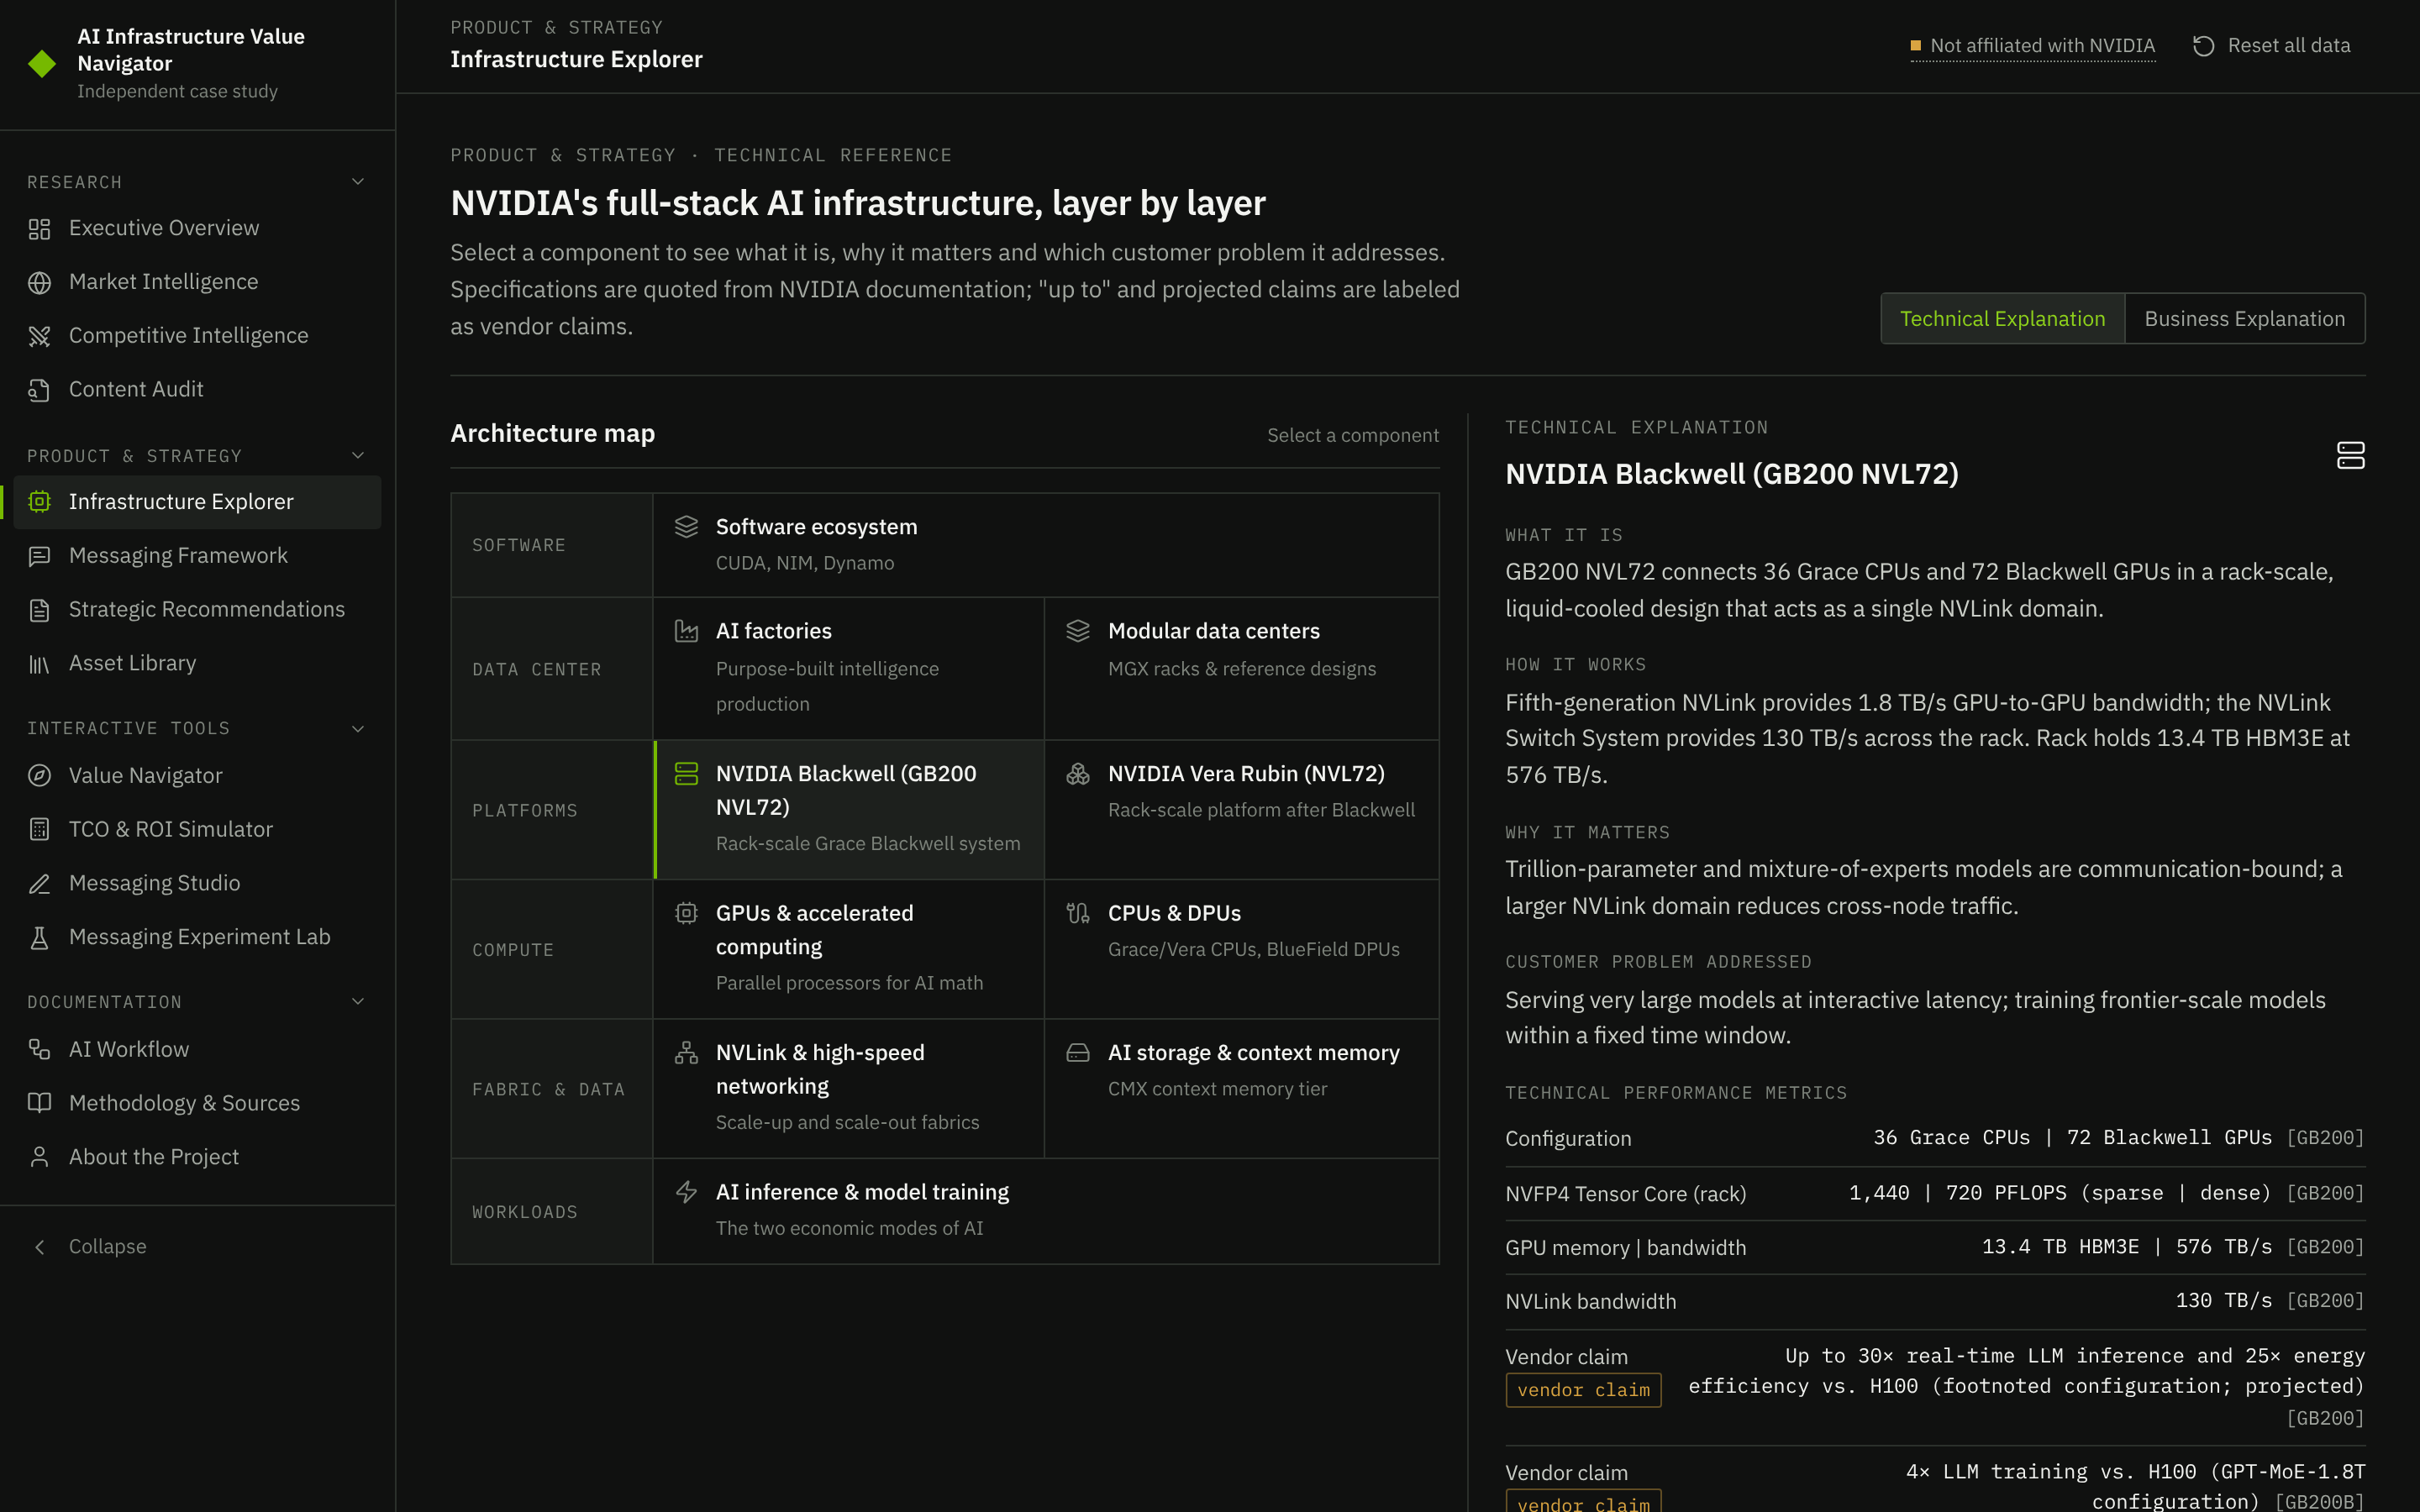 AI Infrastructure Value
Navigator
Independent case study
RESEARCH
Executive Overview
Market Intelligence
Competitive Intelligence
Content Audit
PRODUCT & STRATEGY
Infrastructure Explorer
Messaging Framework
Strategic Recommendations
Asset Library
INTERACTIVE TOOLS
Value Navigator
TCO & ROI Simulator
Messaging Studio
Messaging Experiment Lab
DOCUMENTATION
AI Workflow
Methodology & Sources
About the Project
Collapse
PRODUCT & STRATEGY
Infrastructure Explorer
Not affiliated with NVIDIA
Reset all data
PRODUCT & STRATEGY · TECHNICAL REFERENCE
NVIDIA's full-stack AI infrastructure, layer by layer
Select a component to see what it is, why it matters and which customer problem it addresses.
Specifications are quoted from NVIDIA documentation; "up to" and projected claims are labeled
as vendor claims.
Technical Explanation
Business Explanation
Architecture map
Select a component
SOFTWARE
Software ecosystem
CUDA, NIM, Dynamo
DATA CENTER
AI factories
Purpose-built intelligence
production
Modular data centers
MGX racks & reference designs
PLATFORMS
NVIDIA Blackwell (GB200
NVL72)
Rack-scale Grace Blackwell system
NVIDIA Vera Rubin (NVL72)
Rack-scale platform after Blackwell
COMPUTE
GPUs & accelerated
computing
Parallel processors for AI math
CPUs & DPUs
Grace/Vera CPUs, BlueField DPUs
FABRIC & DATA
NVLink & high-speed
networking
Scale-up and scale-out fabrics
AI storage & context memory
CMX context memory tier
WORKLOADS
AI inference & model training
The two economic modes of AI
TECHNICAL EXPLANATION
NVIDIA Blackwell (GB200 NVL72)
WHAT IT IS
GB200 NVL72 connects 36 Grace CPUs and 72 Blackwell GPUs in a rack-scale,
liquid-cooled design that acts as a single NVLink domain.
HOW IT WORKS
Fifth-generation NVLink provides 1.8 TB/s GPU-to-GPU bandwidth; the NVLink
Switch System provides 130 TB/s across the rack. Rack holds 13.4 TB HBM3E at
576 TB/s.
WHY IT MATTERS
Trillion-parameter and mixture-of-experts models are communication-bound; a
larger NVLink domain reduces cross-node traffic.
CUSTOMER PROBLEM ADDRESSED
Serving very large models at interactive latency; training frontier-scale models
within a fixed time window.
TECHNICAL PERFORMANCE METRICS
Configuration
36 Grace CPUs | 72 Blackwell GPUs [GB200]
NVFP4 Tensor Core (rack)
1,440 | 720 PFLOPS (sparse | dense) [GB200]
GPU memory | bandwidth
13.4 TB HBM3E | 576 TB/s [GB200]
NVLink bandwidth
130 TB/s [GB200]
Vendor claim
vendor claim
Up to 30× real-time LLM inference and 25× energy
efficiency vs. H100 (footnoted configuration; projected)
[GB200]
Vendor claim
vendor claim
4× LLM training vs. H100 (GPT-MoE-1.8T
configuration) [GB200B]